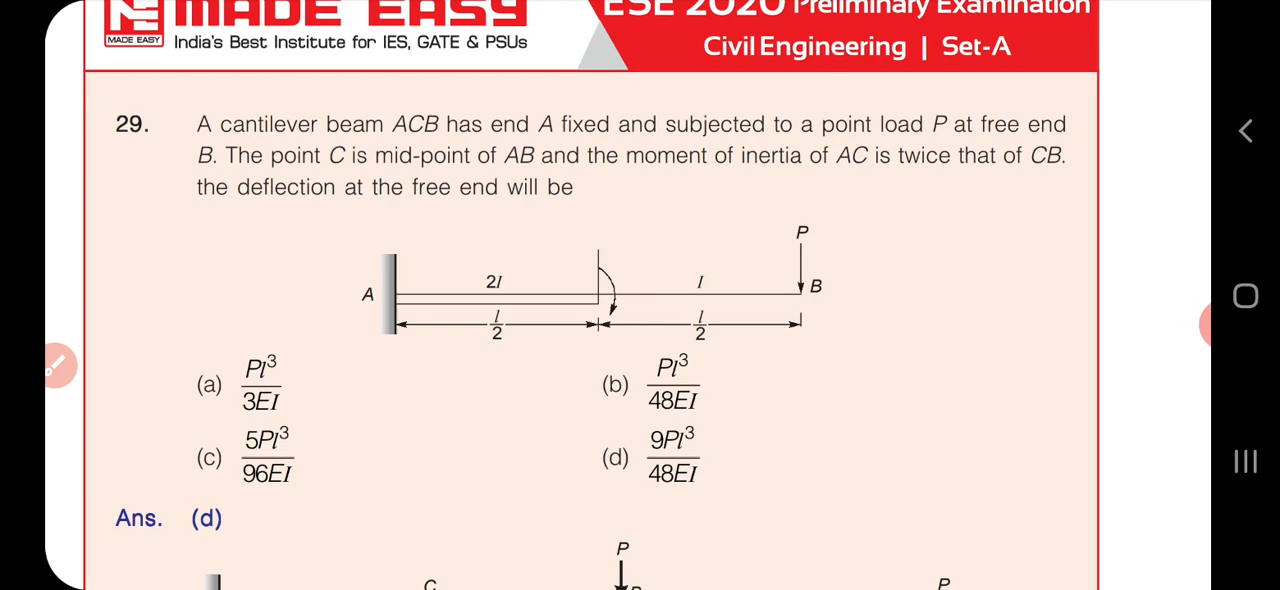 MADE EASY
ESE 2020 Preliminary Examination
MADE EASY
India's Best Institute for IES, GATE & PSUs
Civil Engineering | Set-A
29. A cantilever beam ACB has end A fixed and subjected to a point load P at free end
B. The point C is mid-point of AB and the moment of inertia of AC is twice that of CB.
the deflection at the free end will be
P
A 2I I B
l/2 l/2
(a) Pl³/3EI (b) Pl³/48EI
(c) 5Pl³/96EI (d) 9Pl³/48EI
Ans. (d)
P
C P